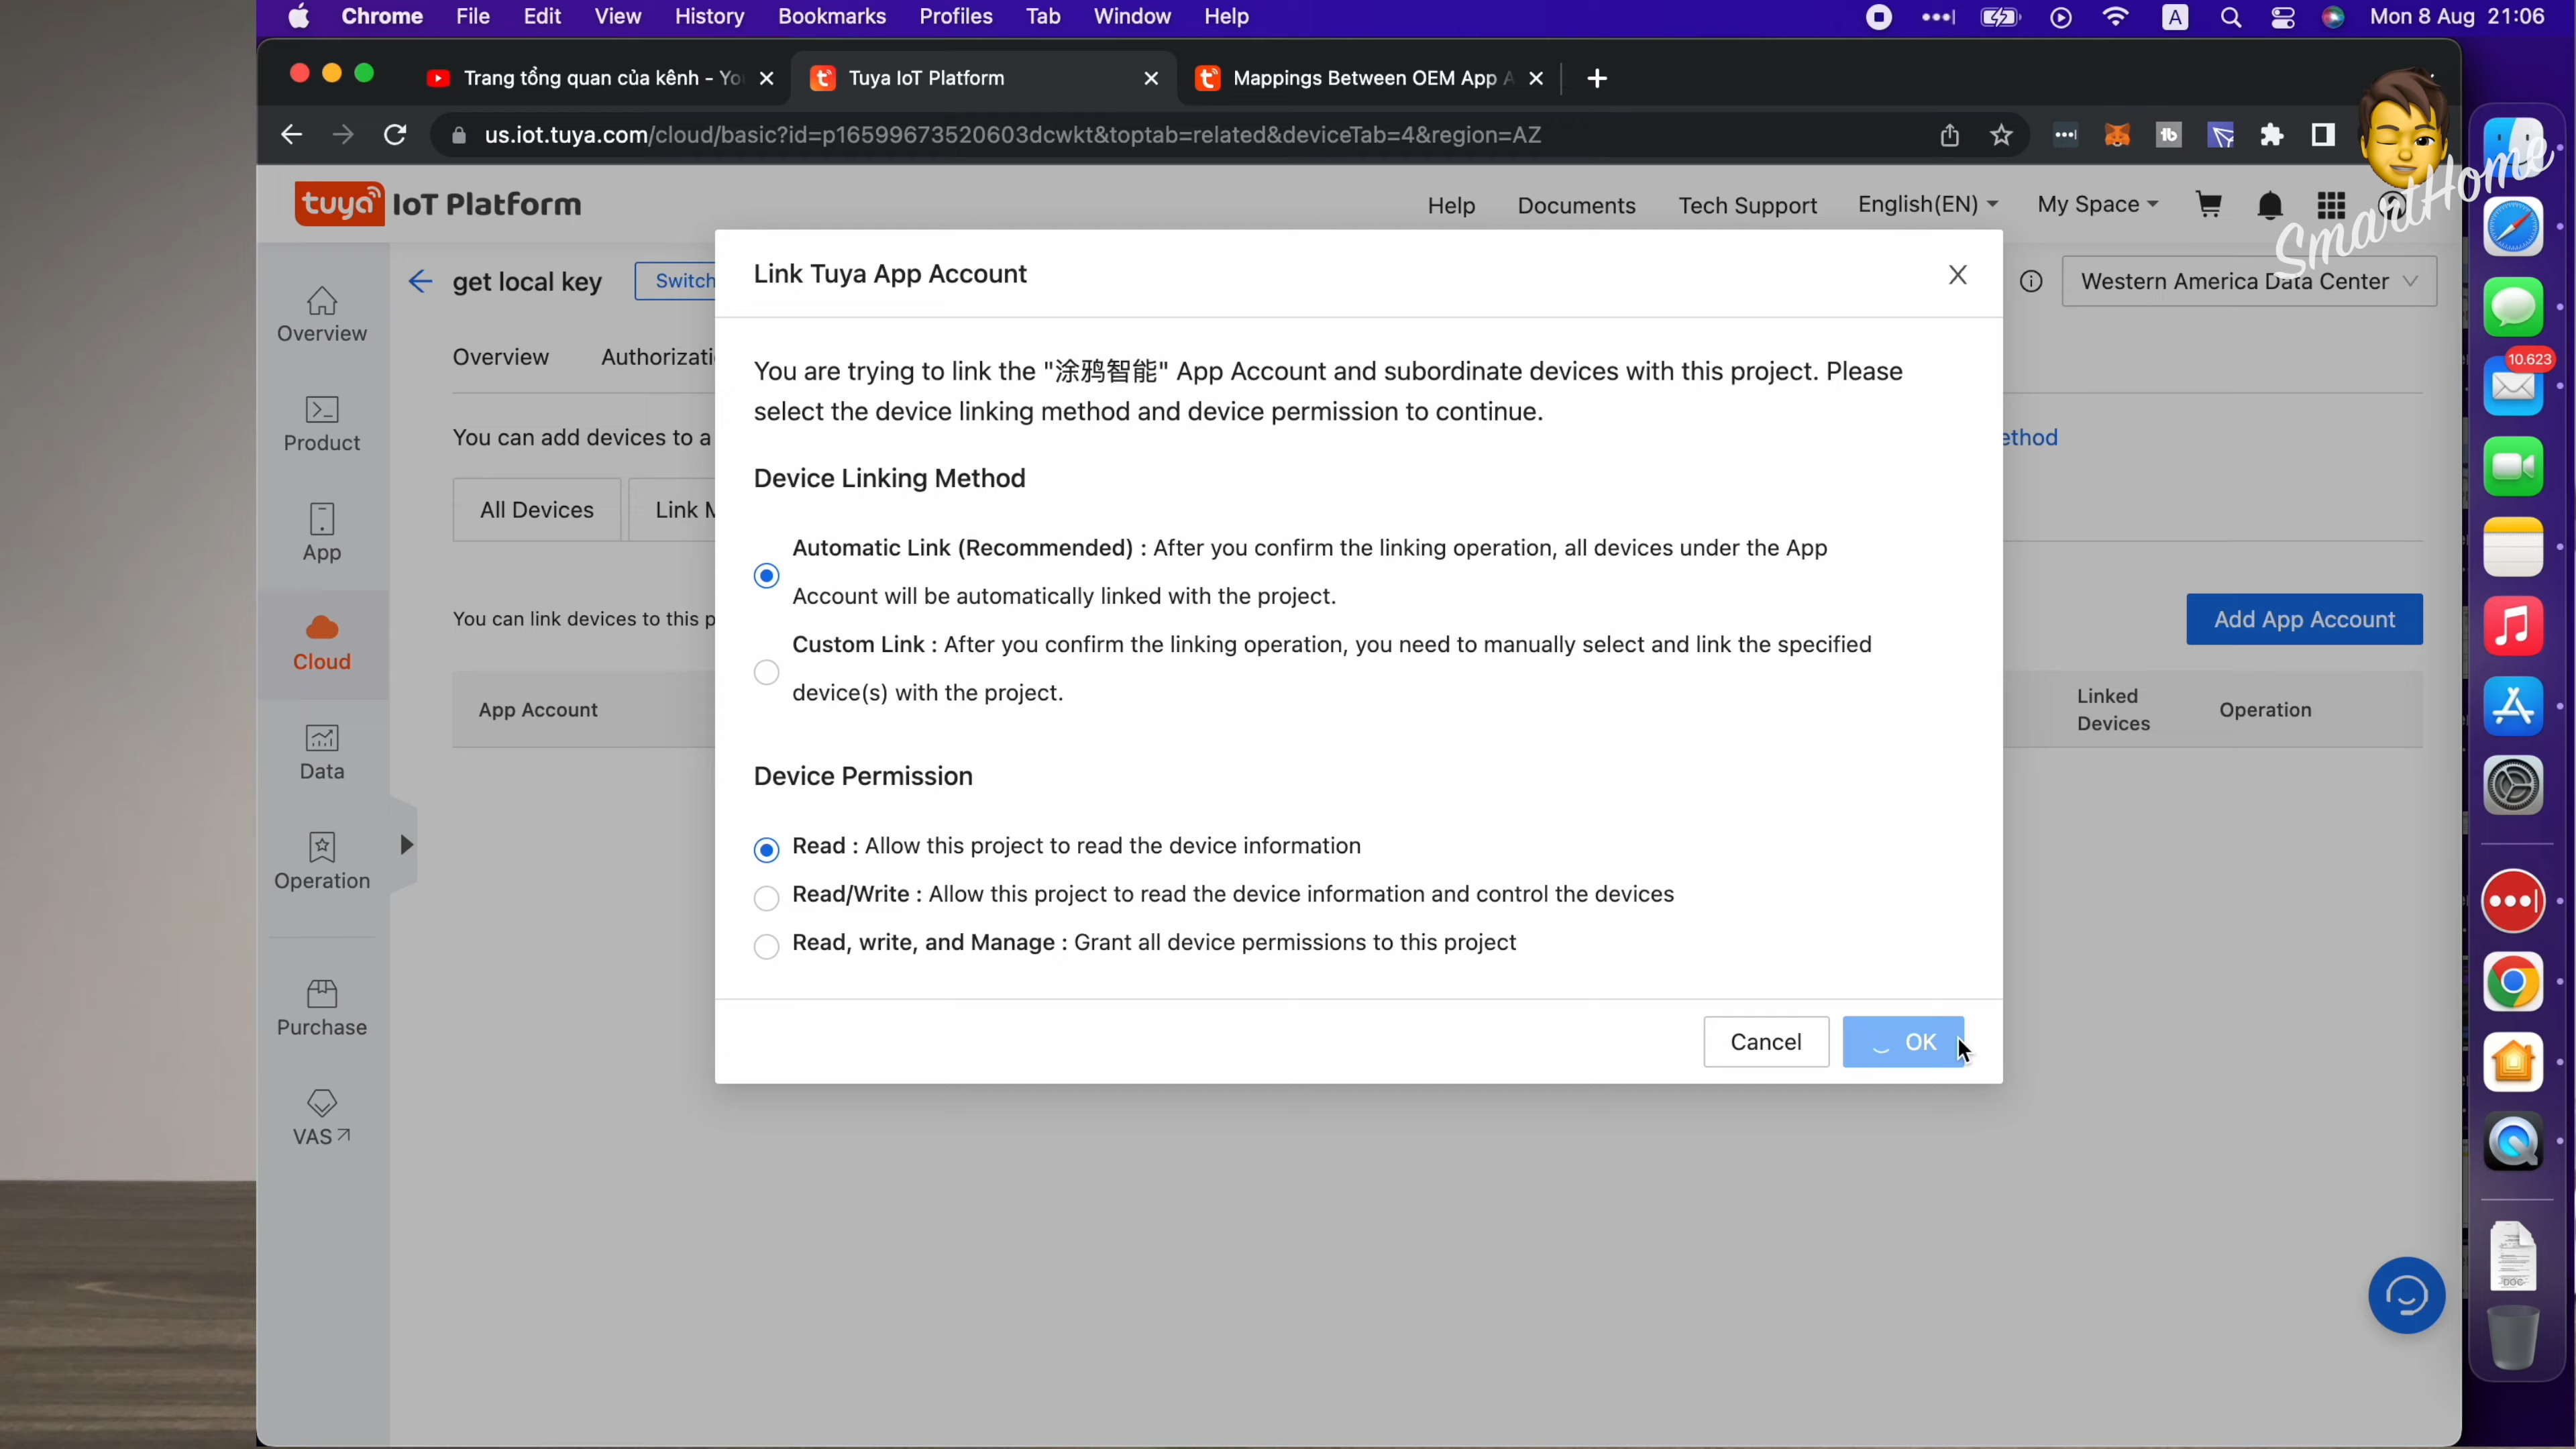 Chrome File Edit View History Bookmarks Profiles Tab Window Help
A
Mon 8 Aug 21:06
Trang tổng quan của kênh - You
Tuya IoT Platform
Mappings Between OEM App A
us.iot.tuya.com/cloud/basic?id=p16599673520603dcwkt&toptab=related&deviceTab=4&region=AZ
SmartHome
tuya IoT Platform
Help Documents Tech Support English(EN) My Space
get local key
Switch
Western America Data Center
Overview
Product
App
Cloud
Data
Operation
Purchase
VAS
Overview Authorizati
You can add devices to a
ethod
All Devices
Link M
You can link devices to this p
Add App Account
App Account
Linked
Devices
Operation
Link Tuya App Account
You are trying to link the "涂鸦智能" App Account and subordinate devices with this project. Please
select the device linking method and device permission to continue.
Device Linking Method
Automatic Link (Recommended) : After you confirm the linking operation, all devices under the App
Account will be automatically linked with the project.
Custom Link : After you confirm the linking operation, you need to manually select and link the specified
device(s) with the project.
Device Permission
Read : Allow this project to read the device information
Read/Write : Allow this project to read the device information and control the devices
Read, write, and Manage : Grant all device permissions to this project
Cancel
OK
10.623
DOC